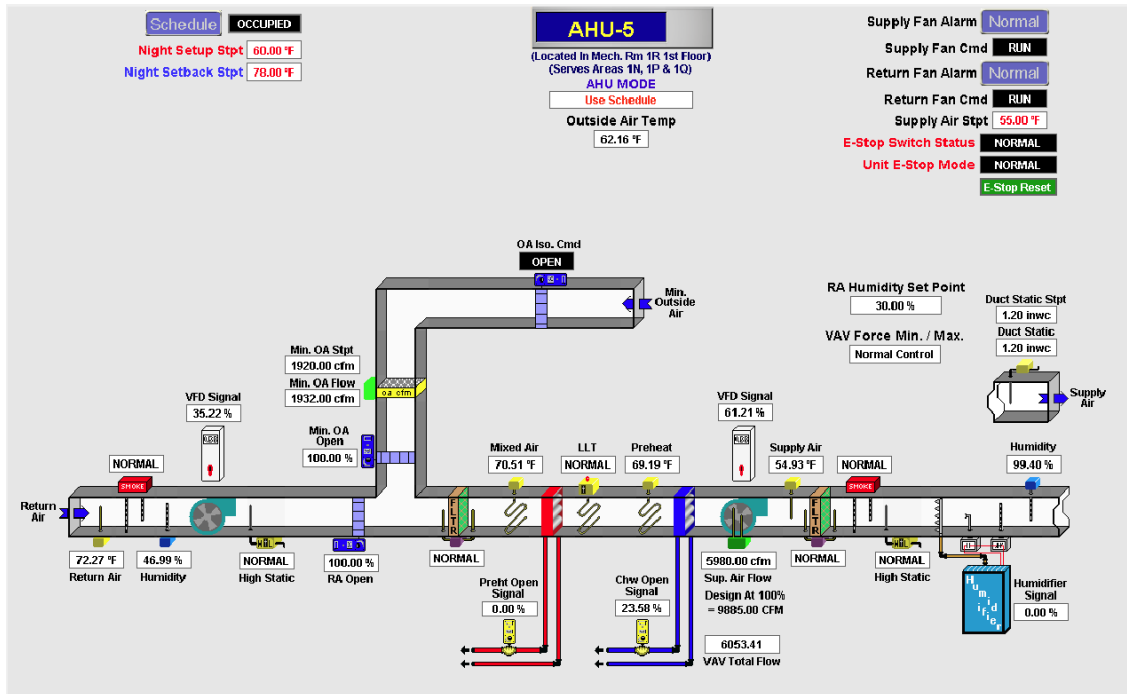 Schedule OCCUPIED
Night Setup Stpt 60.00 °F
Night Setback Stpt 78.00 °F
AHU-5
(Located In Mech. Rm 1R 1st Floor)
(Serves Areas 1N, 1P & 1Q)
AHU MODE
Use Schedule
Outside Air Temp
62.16 °F
Supply Fan Alarm Normal
Supply Fan Cmd RUN
Return Fan Alarm Normal
Return Fan Cmd RUN
Supply Air Stpt 55.00 °F
E-Stop Switch Status NORMAL
Unit E-Stop Mode NORMAL
E-Stop Reset
OA Iso. Cmd
OPEN
Min.
Outside
Air
RA Humidity Set Point
30.00 %
VAV Force Min. / Max.
Normal Control
Duct Static Stpt
1.20 inwc
Duct Static
1.20 inwc
Supply
Air
Min. OA Stpt
1920.00 cfm
Min. OA Flow
1932.00 cfm
oa cfm
VFD Signal
35.22 %
Min. OA
Open
100.00 %
NORMAL
SMOKE
Mixed Air
70.51 °F
LLT
NORMAL
Preheat
69.19 °F
VFD Signal
61.21 %
Supply Air
54.93 °F
NORMAL
SMOKE
Humidity
99.40 %
Return
Air
FLTR
FLTR
72.27 °F
Return Air
46.99 %
Humidity
NORMAL
High Static
100.00 %
RA Open
NORMAL
Preht Open
Signal
0.00 %
Chw Open
Signal
23.58 %
5980.00 cfm
Sup. Air Flow
Design At 100%
= 9885.00 CFM
6053.41
VAV Total Flow
NORMAL
NORMAL
High Static
Humidifier
Humidifier
Signal
0.00 %